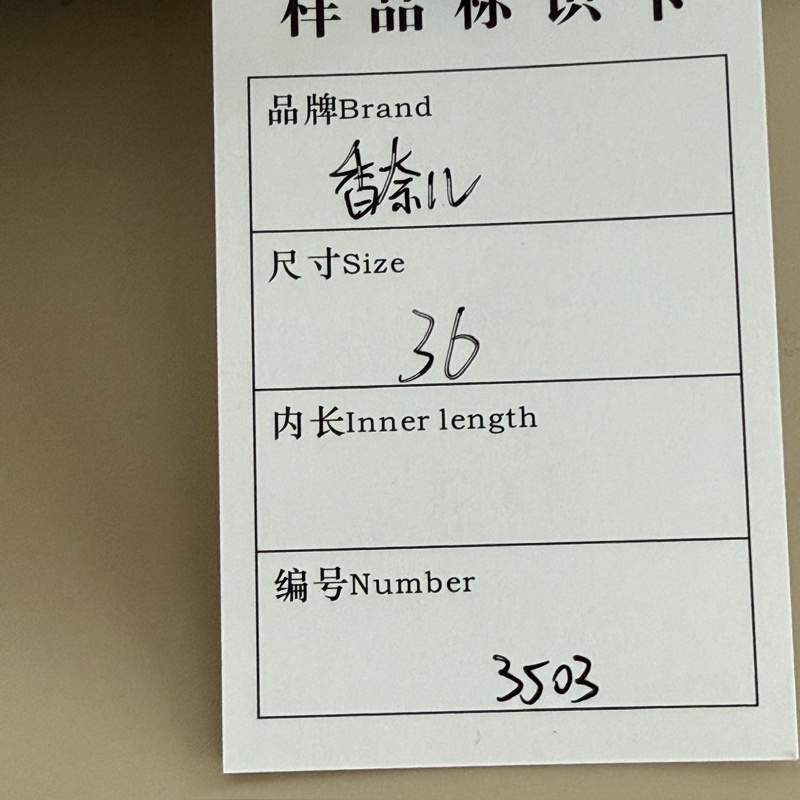 样品标识卡
品牌Brand
香奈儿
尺寸Size
36
内长Inner length
编号Number
3503